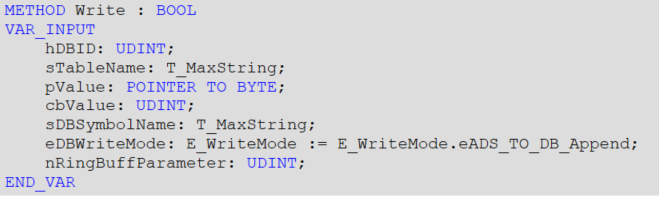 METHOD Write : BOOL
VAR_INPUT
    hDBID: UDINT;
    sTableName: T_MaxString;
    pValue: POINTER TO BYTE;
    cbValue: UDINT;
    sDBSymbolName: T_MaxString;
    eDBWriteMode: E_WriteMode := E_WriteMode.eADS_TO_DB_Append;
    nRingBuffParameter: UDINT;
END_VAR